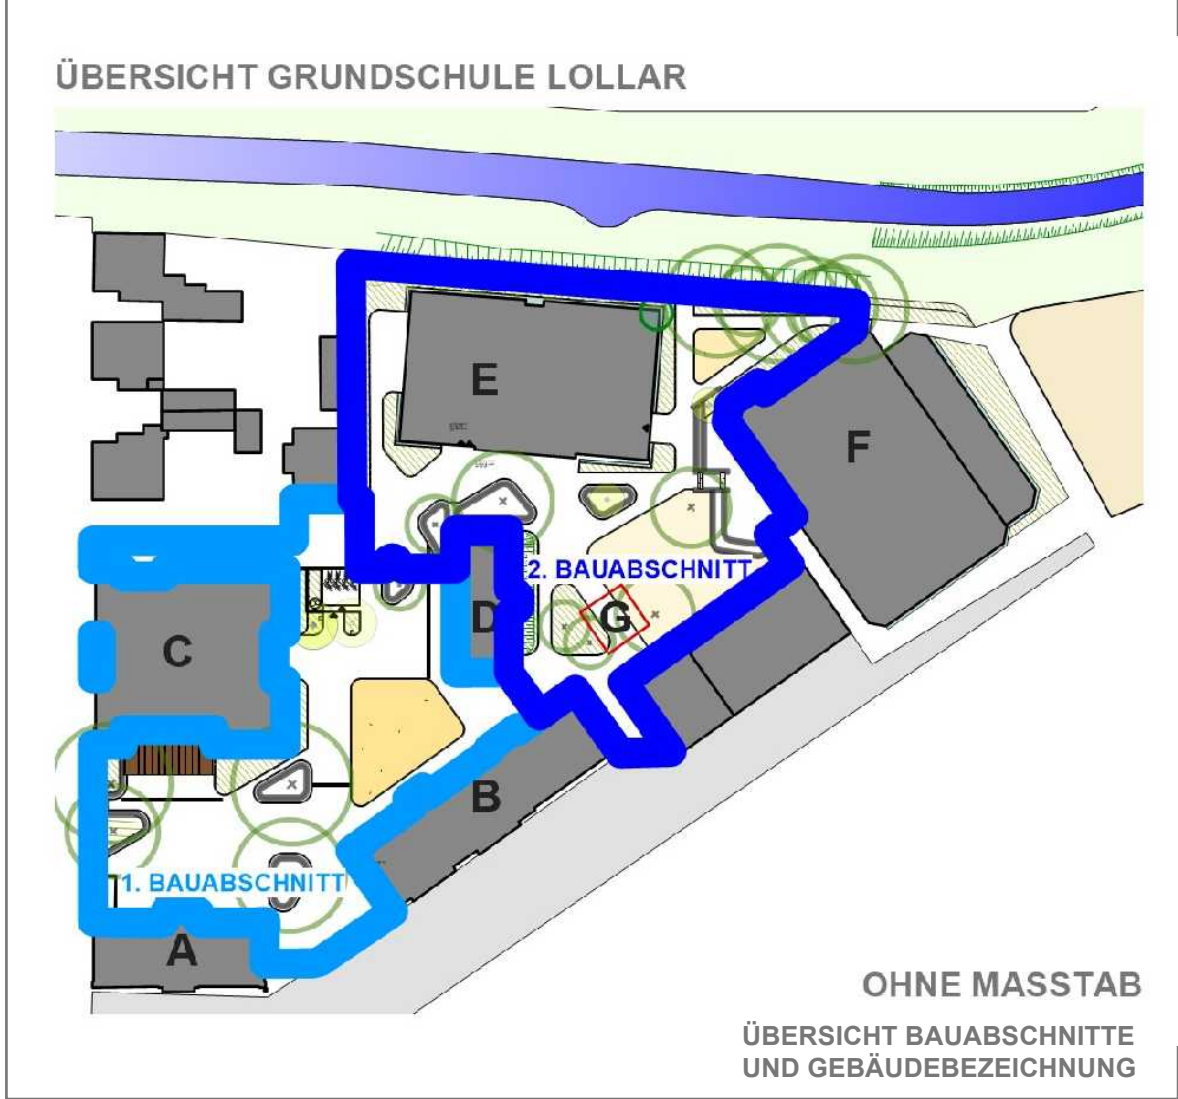 ÜBERSICHT GRUNDSCHULE LOLLAR
E
F
2. BAUABSCHNITT
D
G
C
B
1. BAUABSCHNITT
A
OHNE MASSTAB
ÜBERSICHT BAUABSCHNITTE
UND GEBÄUDEBEZEICHNUNG